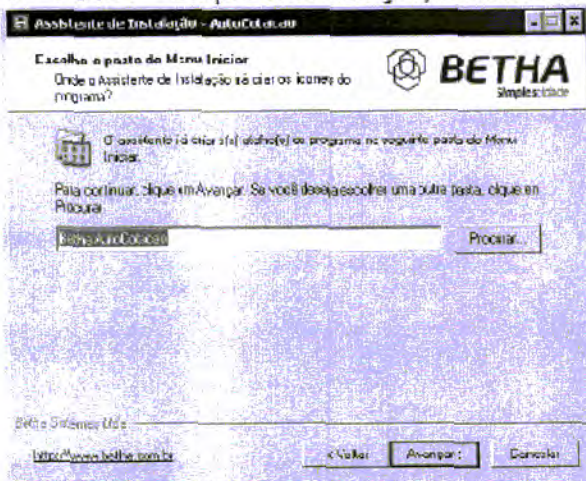 Assistente de Instalação - AutoCotacao
Escolha a pasta do Menu Iniciar
Onde o Assistente de Instalação irá criar os ícones do
programa?
BETHA
Simplescidade
O assistente irá criar o(s) atalho(s) do programa na seguinte pasta do Menu
Iniciar.
Para continuar, clique em Avançar. Se você deseja escolher uma outra pasta, clique em
Procurar.
Betha AutoCotacao
Procurar...
Betha Sistemas Ltda
http://www.betha.com.br
< Voltar
Avançar >
Cancelar